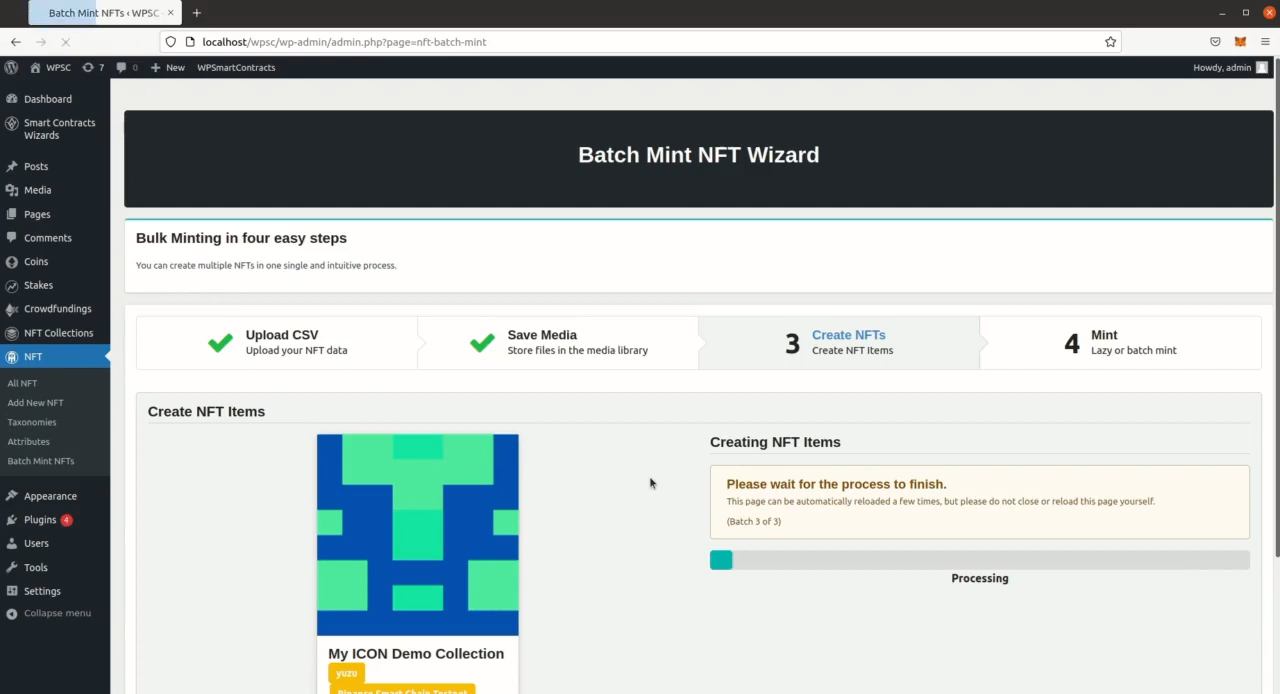 Batch Mint NFTs ‹ WPSC
localhost/wpsc/wp-admin/admin.php?page=nft-batch-mint
WPSC 7 0 New WPSmartContracts Howdy, admin
Dashboard
Smart Contracts
Wizards
Posts
Media
Pages
Comments
Coins
Stakes
Crowdfundings
NFT Collections
NFT
All NFT
Add New NFT
Taxonomies
Attributes
Batch Mint NFTs
Appearance
Plugins 4
Users
Tools
Settings
Collapse menu
Batch Mint NFT Wizard
Bulk Minting in four easy steps
You can create multiple NFTs in one single and intuitive process.
Upload CSV
Upload your NFT data
Save Media
Store files in the media library
3 Create NFTs
Create NFT Items
4 Mint
Lazy or batch mint
Create NFT Items
My ICON Demo Collection
yuzu
Binance Smart Chain Testnet
Creating NFT Items
Please wait for the process to finish.
This page can be automatically reloaded a few times, but please do not close or reload this page yourself.
(Batch 3 of 3)
Processing